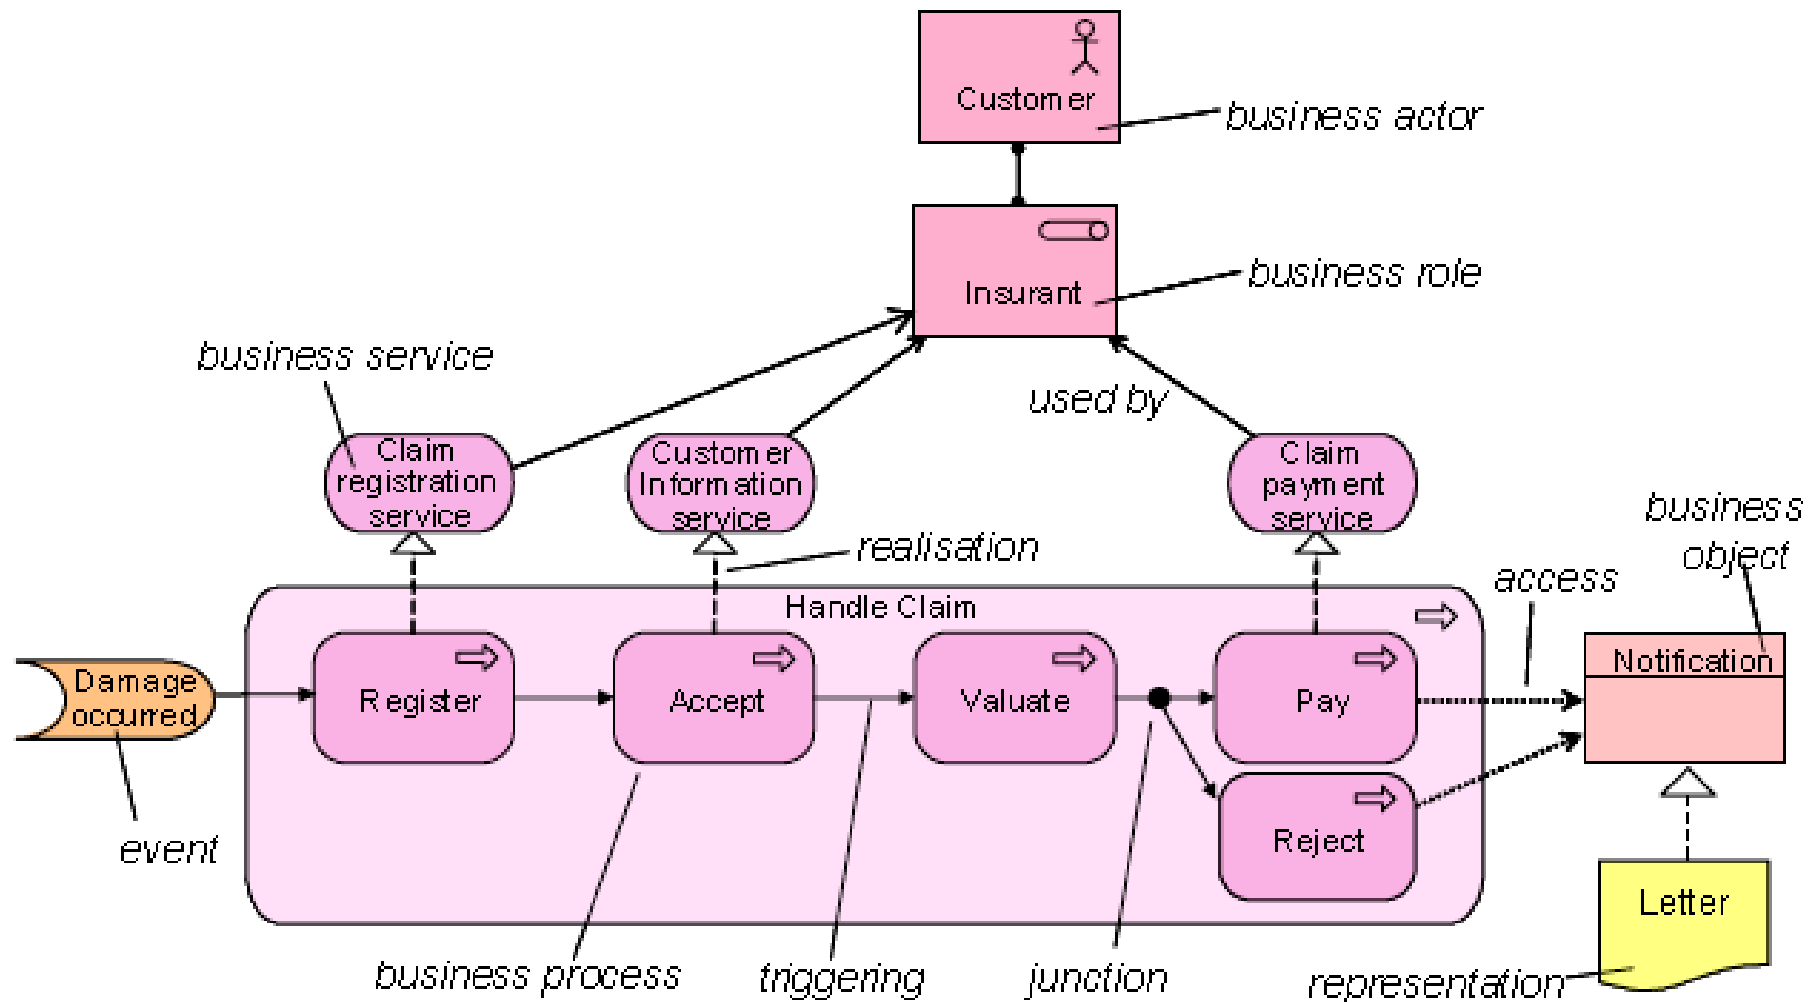 Customer
business actor
Insurant
business role
business service
used by
Claim
registration
service
Customer
Information
service
Claim
payment
service
business
object
realisation
access
Handle Claim
Damage
occurred
Register
Accept
Valuate
Pay
Notification
Reject
event
Letter
business process
triggering
junction
representation